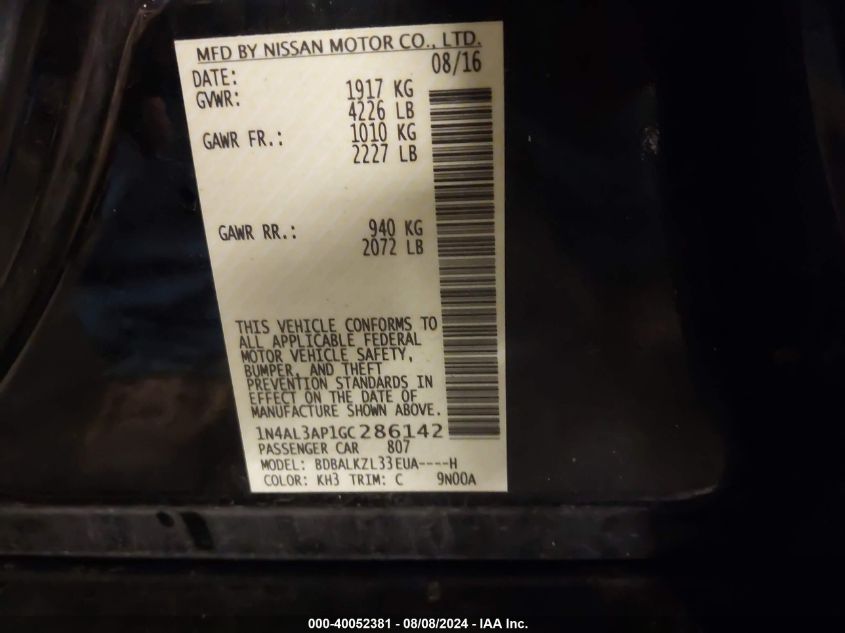 MFD BY NISSAN MOTOR CO., LTD.
DATE: 08/16
GVWR: 1917 KG
4226 LB
GAWR FR.: 1010 KG
2227 LB
GAWR RR.: 940 KG
2072 LB
THIS VEHICLE CONFORMS TO
ALL APPLICABLE FEDERAL
MOTOR VEHICLE SAFETY,
BUMPER, AND THEFT
PREVENTION STANDARDS IN
EFFECT ON THE DATE OF
MANUFACTURE SHOWN ABOVE.
1N4AL3AP1GC286142
PASSENGER CAR 807
MODEL: BDBALKZL33EUA----H
COLOR: KH3 TRIM: C 9N00A
000-40052381 - 08/08/2024 - IAA Inc.